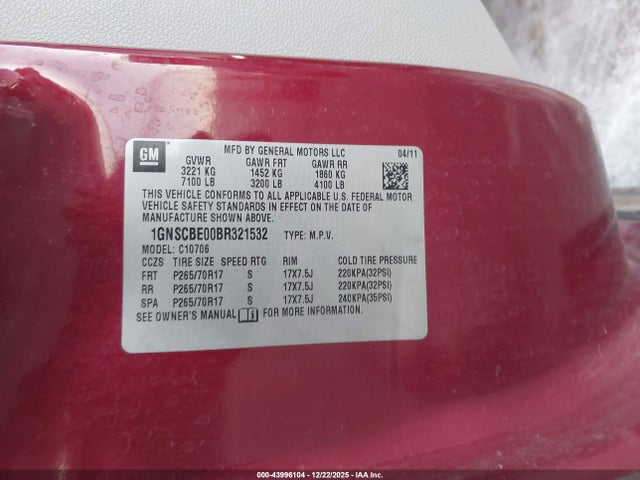 GM
MFD BY GENERAL MOTORS LLC 04/11
GVWR GAWR FRT GAWR RR
3221 KG 1452 KG 1860 KG
7100 LB 3200 LB 4100 LB
THIS VEHICLE CONFORMS TO ALL APPLICABLE U.S. FEDERAL MOTOR
VEHICLE SAFETY STANDARDS IN EFFECT ON THE DATE OF
MANUFACTURE SHOWN ABOVE.
1GNSCBE00BR321532 TYPE: M.P.V.
MODEL: C10706
CCZS TIRE SIZE SPEED RTG RIM COLD TIRE PRESSURE
FRT P265/70R17 S 17X7.5J 220KPA(32PSI)
RR P265/70R17 S 17X7.5J 220KPA(32PSI)
SPA P265/70R17 S 17X7.5J 240KPA(35PSI)
SEE OWNER'S MANUAL FOR MORE INFORMATION.
000-43996104 - 12/22/2025 - IAA Inc.